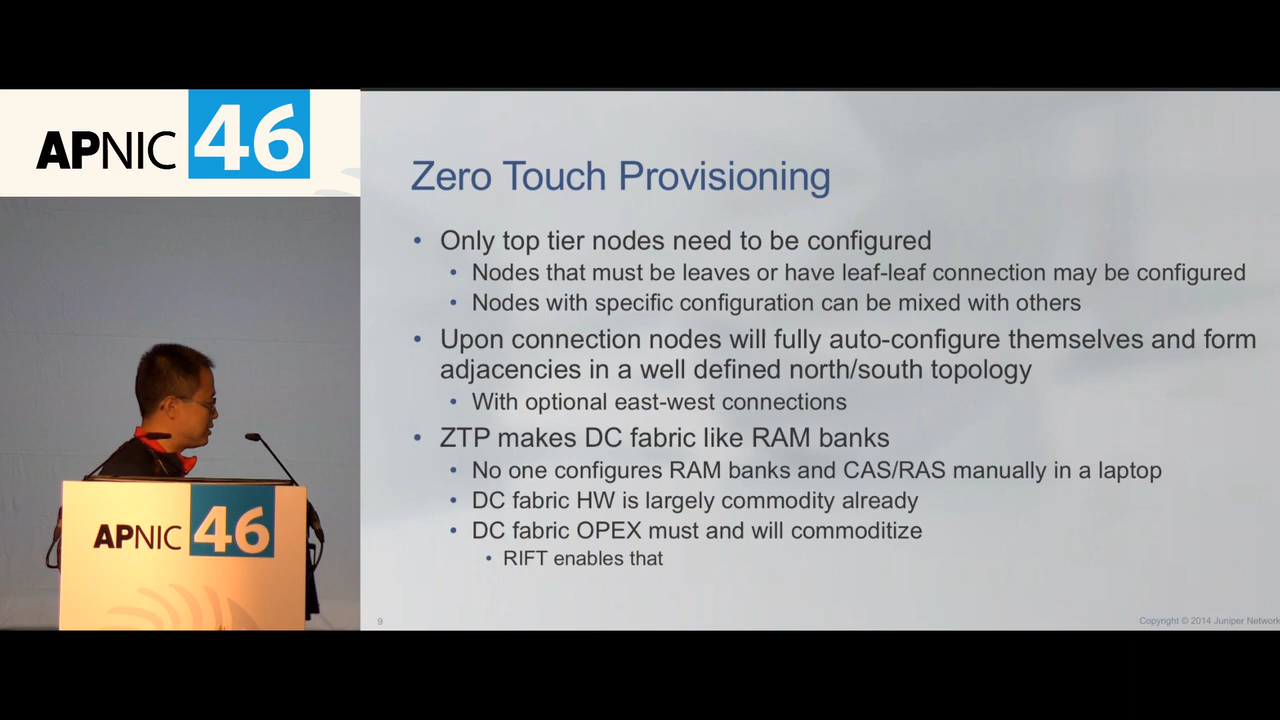 APNIC 46
Zero Touch Provisioning
• Only top tier nodes need to be configured
• Nodes that must be leaves or have leaf-leaf connection may be configured
• Nodes with specific configuration can be mixed with others
• Upon connection nodes will fully auto-configure themselves and form
adjacencies in a well defined north/south topology
• With optional east-west connections
• ZTP makes DC fabric like RAM banks
• No one configures RAM banks and CAS/RAS manually in a laptop
• DC fabric HW is largely commodity already
• DC fabric OPEX must and will commoditize
• RIFT enables that
9
Copyright © 2014 Juniper Network
APNIC 46